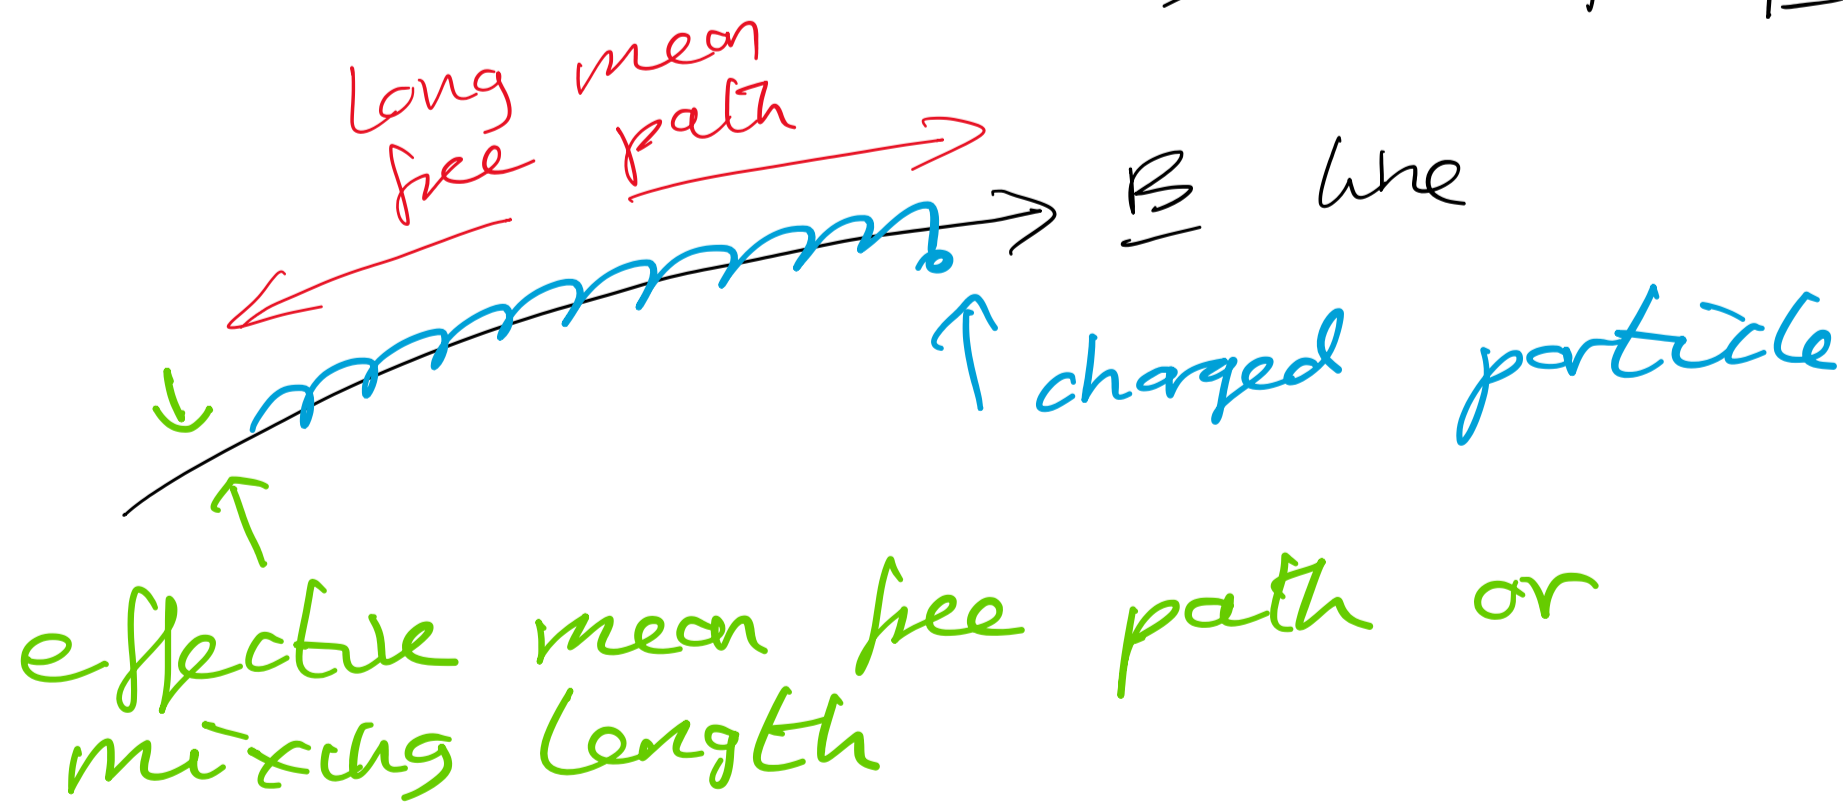 long mean
free path
B line
charged particle
effective mean free path or
mixing length